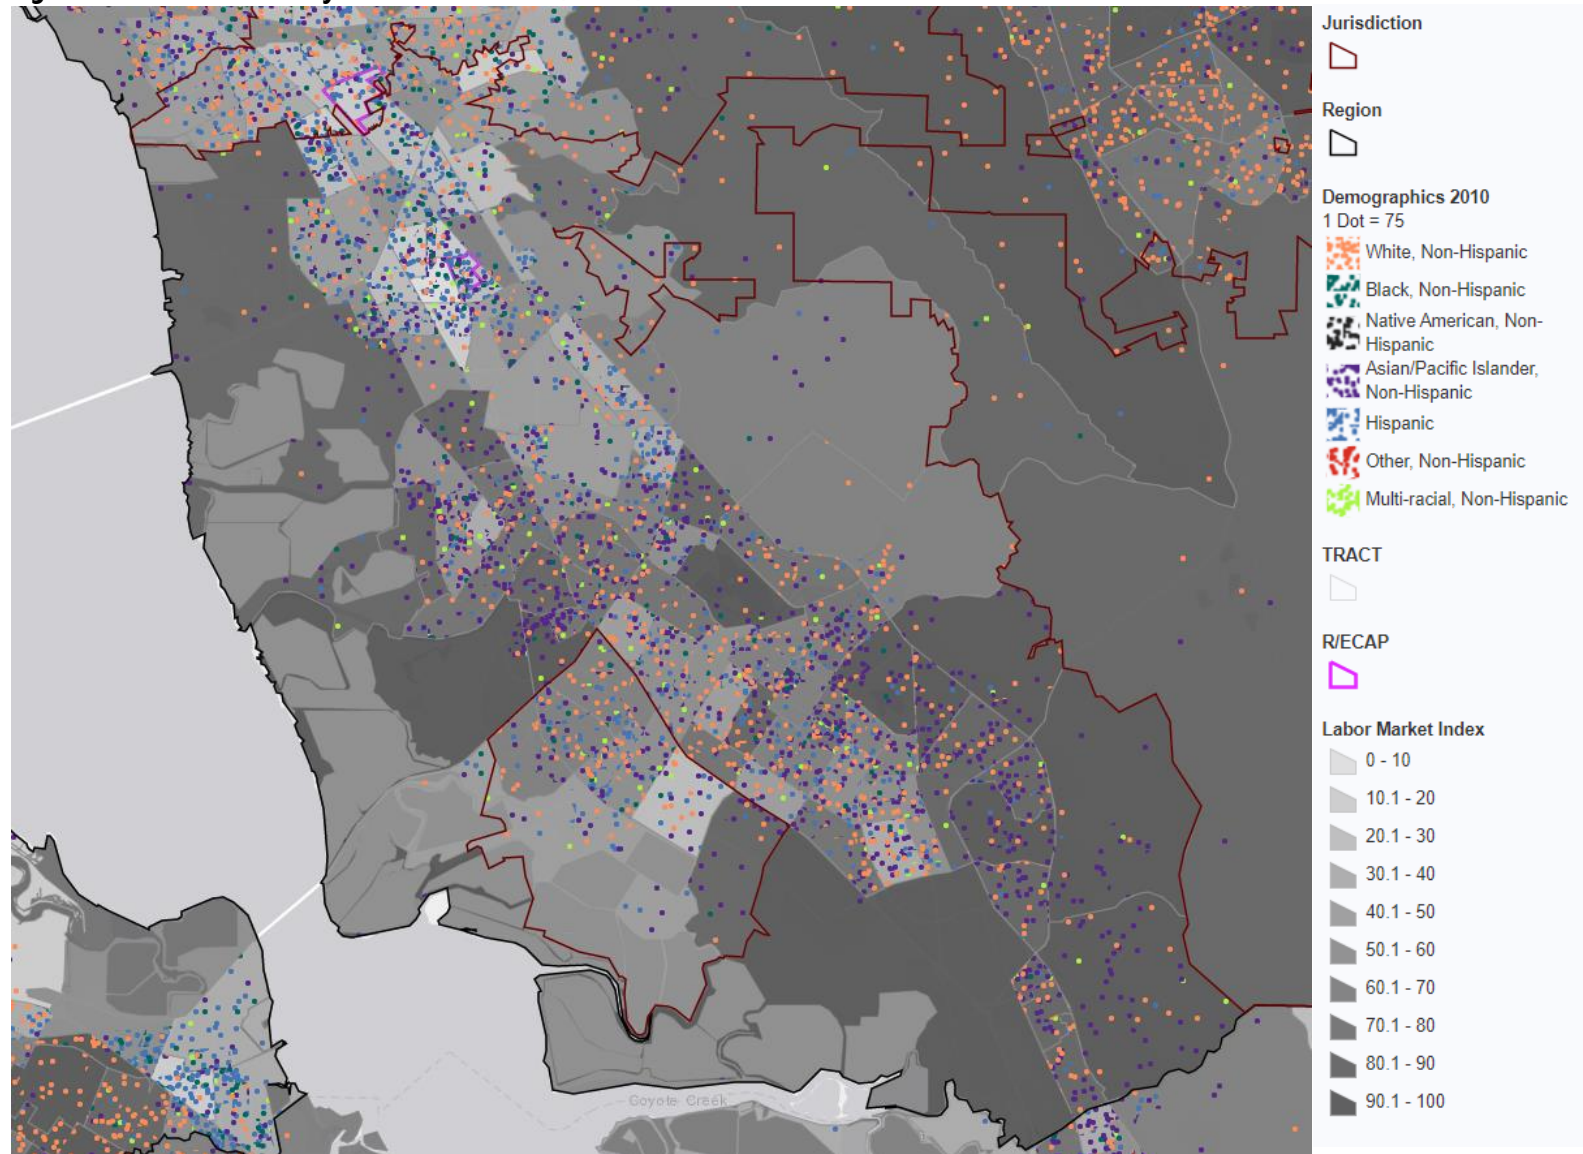 Jurisdiction
Region
Demographics 2010
1 Dot = 75
White, Non-Hispanic
Black, Non-Hispanic
Native American, Non-
Hispanic
Asian/Pacific Islander,
Non-Hispanic
Hispanic
Other, Non-Hispanic
Multi-racial, Non-Hispanic
TRACT
R/ECAP
Labor Market Index
0 - 10
10.1 - 20
20.1 - 30
30.1 - 40
40.1 - 50
50.1 - 60
60.1 - 70
70.1 - 80
80.1 - 90
90.1 - 100
Coyote Creek